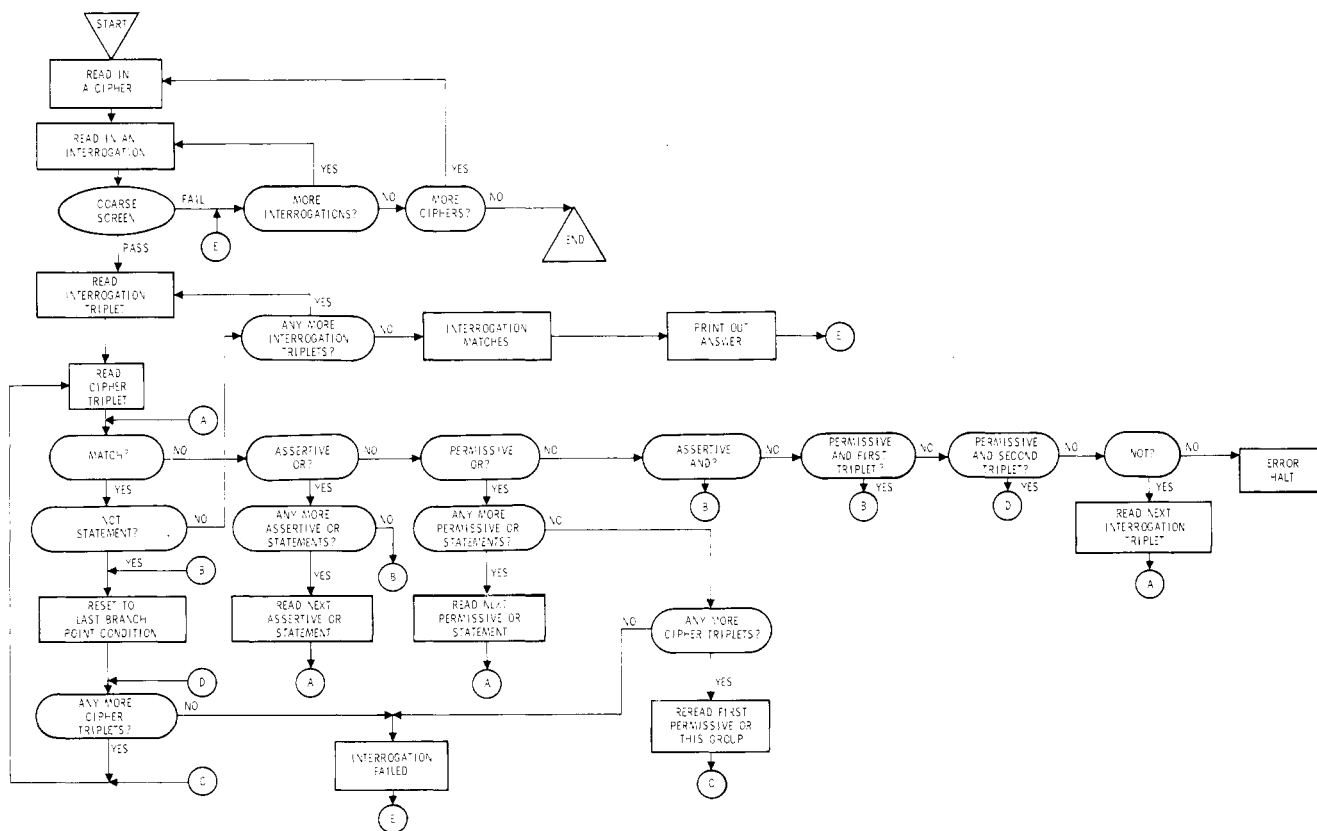 START
READ IN
A CIPHER
READ IN AN
INTERROGATION
YES
YES
COARSE
SCREEN
FAIL
MORE
INTERROGATIONS?
NO
MORE
CIPHERS?
NO
END
E
PASS
READ
INTERROGATION
TRIPLET
YES
ANY MORE
INTERROGATION
TRIPLETS?
NO
INTERROGATION
MATCHES
PRINT OUT
ANSWER
E
READ
CIPHER
TRIPLET
A
MATCH?
NO
ASSERTIVE
OR?
NO
PERMISSIVE
OR?
NO
ASSERTIVE
AND?
NO
PERMISSIVE
AND FIRST
TRIPLET?
NO
PERMISSIVE
AND SECOND
TRIPLET?
NO
NOT?
NO
ERROR
HALT
YES
YES
YES
B
YES
B
YES
D
YES
NOT
STATEMENT?
NO
ANY MORE
ASSERTIVE OR
STATEMENTS?
NO
B
ANY MORE
PERMISSIVE OR
STATEMENTS?
NO
READ NEXT
INTERROGATION
TRIPLET
A
YES
B
YES
YES
RESET TO
LAST BRANCH
POINT CONDITION
READ NEXT
ASSERTIVE OR
STATEMENT
READ NEXT
PERMISSIVE OR
STATEMENT
NO
ANY MORE
CIPHER TRIPLETS?
D
A
A
YES
ANY MORE
CIPHER
TRIPLETS?
NO
REREAD FIRST
PERMISSIVE OR
THIS GROUP
YES
INTERROGATION
FAILED
C
C
E